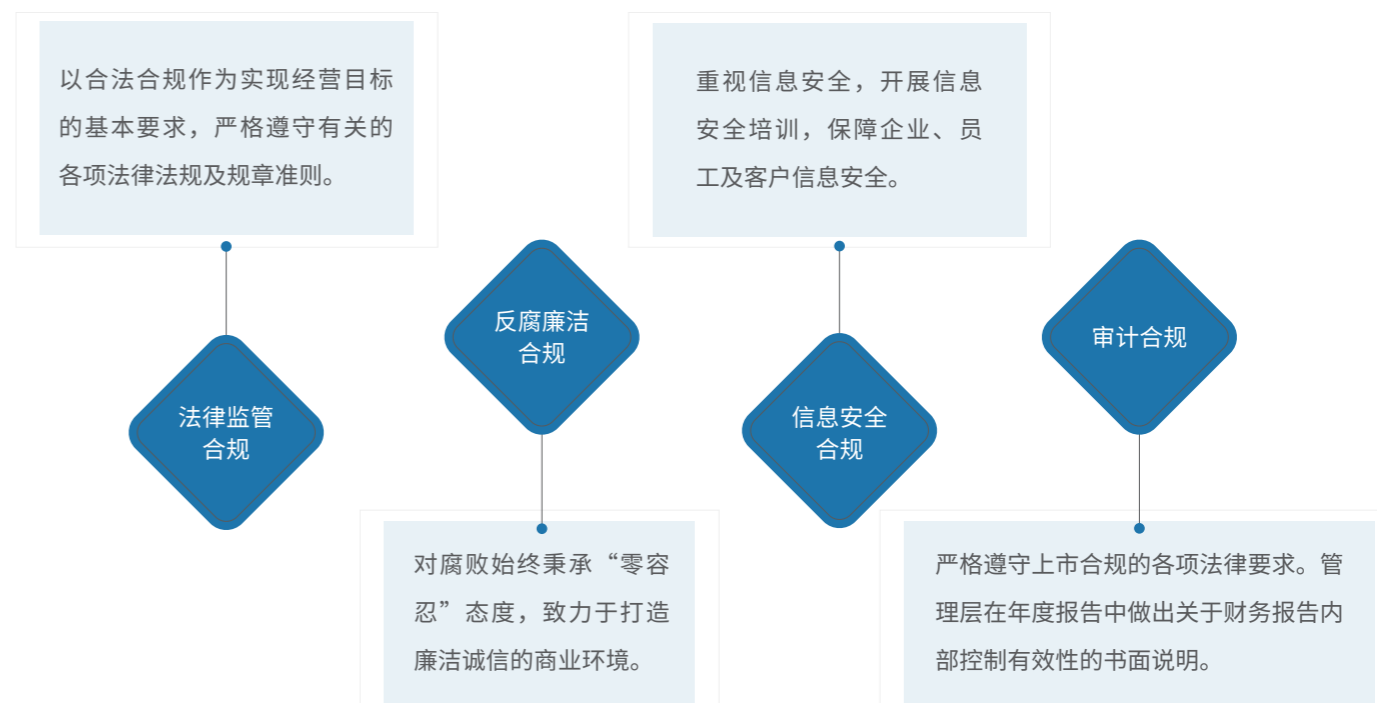 以合法合规作为实现经营目标
的基本要求，严格遵守有关的
各项法律法规及规章准则。
法律监管
合规
反腐廉洁
合规
对腐败始终秉承“零容
忍”态度，致力于打造
廉洁诚信的商业环境。
重视信息安全，开展信息
安全培训，保障企业、员
工及客户信息安全。
信息安全
合规
审计合规
严格遵守上市合规的各项法律要求。管
理层在年度报告中做出关于财务报告内
部控制有效性的书面说明。